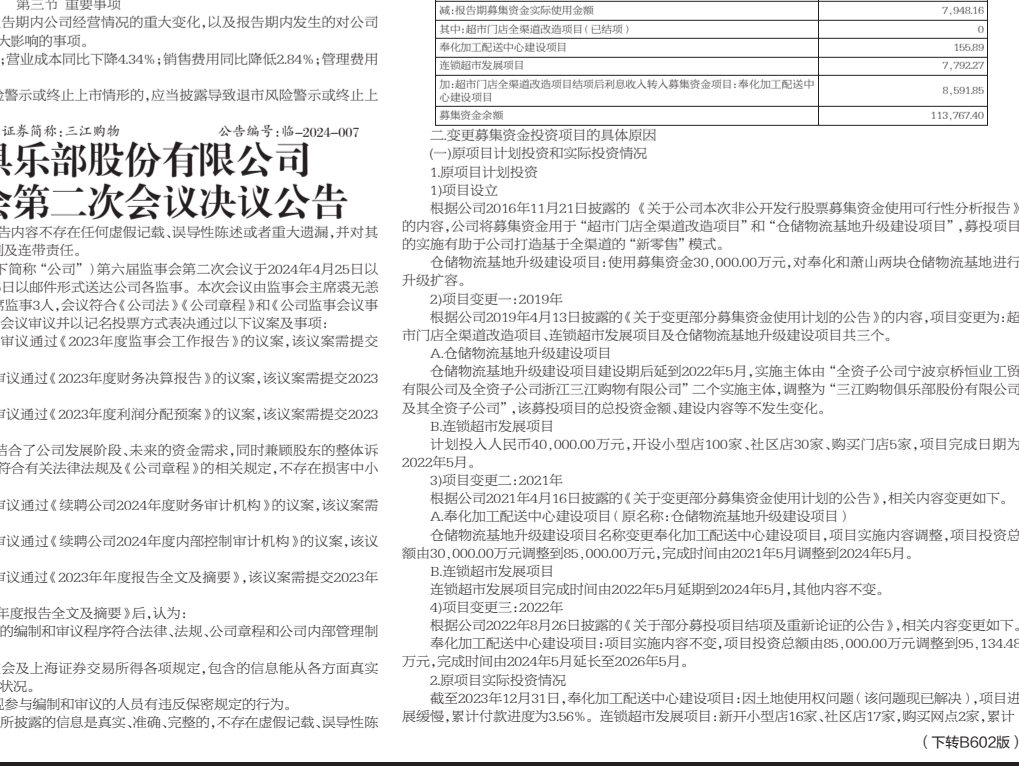 第三节 重要事项
告期内公司经营情况的重大变化,以及报告期内发生的对公司
大影响的事项。
;营业成本同比下降4.34%;销售费用同比降低2.84%;管理费用
险警示或终止上市情形的,应当披露导致退市风险警示或终止上
证券简称:三江购物 公告编号:临-2024-007
俱乐部股份有限公司
会第二次会议决议公告
告内容不存在任何虚假记载、误导性陈述或者重大遗漏,并对其
别及连带责任。
下简称“公司”)第六届监事会第二次会议于2024年4月25日以
日以邮件形式送达公司各监事。本次会议由监事会主席裘无恙
席监事3人,会议符合《公司法》《公司章程》和《公司监事会议事
会议审议并以记名投票方式表决通过以下议案及事项:
审议通过《2023年度监事会工作报告》的议案,该议案需提交
审议通过《2023年度财务决算报告》的议案,该议案需提交2023
审议通过《2023年度利润分配预案》的议案,该议案需提交2023
结合了公司发展阶段、未来的资金需求,同时兼顾股东的整体诉
符合有关法律法规及《公司章程》的相关规定,不存在损害中小
审议通过《续聘公司2024年度财务审计机构》的议案,该议案需
审议通过《续聘公司2024年度内部控制审计机构》的议案,该议
审议通过《2023年年度报告全文及摘要》,该议案需提交2023年
年度报告全文及摘要》后,认为:
的编制和审议程序符合法律、法规、公司章程和公司内部管理制
会及上海证券交易所得各项规定,包含的信息能从各方面真实
状况。
现参与编制和审议的人员有违反保密规定的行为。
所披露的信息是真实、准确、完整的,不存在虚假记载、误导性陈
减:报告期募集资金实际使用金额 7,948.16
其中:超市门店全渠道改造项目(已结项) 0
奉化加工配送中心建设项目 155.89
连锁超市发展项目 7,792.27
加:超市门店全渠道改造项目结项后利息收入转入募集资金项目:奉化加工配送中
心建设项目 8,591.85
募集资金余额 113,767.40
二.变更募集资金投资项目的具体原因
(一)原项目计划投资和实际投资情况
1.原项目计划投资
1)项目设立
根据公司2016年11月21日披露的《关于公司本次非公开发行股票募集资金使用可行性分析报告》
的内容,公司将募集资金用于“超市门店全渠道改造项目”和“仓储物流基地升级建设项目”,募投项目
的实施有助于公司打造基于全渠道的“新零售”模式。
仓储物流基地升级建设项目:使用募集资金30,000.00万元,对奉化和萧山两块仓储物流基地进行
升级扩容。
2)项目变更一:2019年
根据公司2019年4月13日披露的《关于变更部分募集资金使用计划的公告》的内容,项目变更为:超
市门店全渠道改造项目、连锁超市发展项目及仓储物流基地升级建设项目共三个。
A.仓储物流基地升级建设项目
仓储物流基地升级建设项目建设期后延到2022年5月,实施主体由“全资子公司宁波京桥恒业工贸
有限公司及全资子公司浙江三江购物有限公司”二个实施主体,调整为“三江购物俱乐部股份有限公司
及其全资子公司”,该募投项目的总投资金额、建设内容等不发生变化。
B.连锁超市发展项目
计划投入人民币40,000.00万元,开设小型店100家、社区店30家、购买门店5家,项目完成日期为
2022年5月。
3)项目变更二:2021年
根据公司2021年4月16日披露的《关于变更部分募集资金使用计划的公告》,相关内容变更如下。
A.奉化加工配送中心建设项目(原名称:仓储物流基地升级建设项目)
仓储物流基地升级建设项目名称变更奉化加工配送中心建设项目,项目实施内容调整,项目投资总
额由30,000.00万元调整到85,000.00万元,完成时间由2021年5月调整到2024年5月。
B.连锁超市发展项目
连锁超市发展项目完成时间由2022年5月延期到2024年5月,其他内容不变。
4)项目变更三:2022年
根据公司2022年8月26日披露的《关于部分募投项目结项及重新论证的公告》,相关内容变更如下。
奉化加工配送中心建设项目:项目实施内容不变,项目投资总额由85,000.00万元调整到95,134.48
万元,完成时间由2024年5月延长至2026年5月。
2.原项目实际投资情况
截至2023年12月31日,奉化加工配送中心建设项目:因土地使用权问题(该问题现已解决),项目进
展缓慢,累计付款进度为3.56%。连锁超市发展项目:新开小型店16家、社区店17家,购买网点2家,累计
(下转B602版)